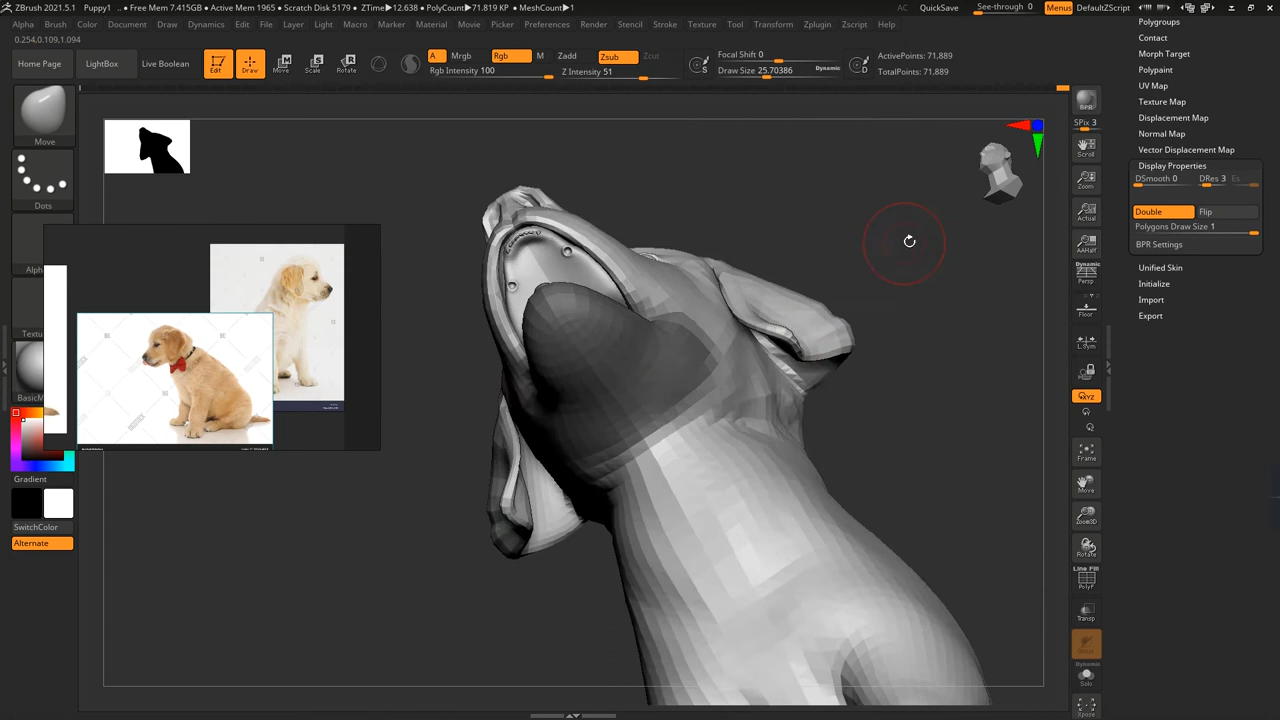 ZBrush 2021.5.1 Puppy1 .. • Free Mem 7.415GB • Active Mem 1965 • Scratch Disk 5179 • ZTime▶12.638 • PolyCount▶71.819 KP • MeshCount▶1 AC QuickSave See-through 0 Menus DefaultZScript
Alpha Brush Color Document Draw Dynamics Edit File Layer Light Macro Marker Material Movie Picker Preferences Render Stencil Stroke Texture Tool Transform Zplugin Zscript Help
0.254,0.109,1.094
Home Page LightBox Live Boolean Edit Draw Move Scale Rotate
A Mrgb Rgb M Zadd Zsub Zcut
Rgb Intensity 100 Z Intensity 51
Focal Shift 0
Draw Size 25.70386 Dynamic
ActivePoints: 71,889
TotalPoints: 71,889
S
D
Move
Dots
Alph
Textu
BasicM
Gradient
SwitchColor
Alternate
BPR
SPix 3
Scroll
Zoom
Actual
AAHalf
Dynamic
Persp
Floor
L.Sym
XYZ
Frame
Move
Zoom3D
Rotate
Line Fill
PolyF
Transp
Dynamic
Solo
Xpose
Polygroups
Contact
Morph Target
Polypaint
UV Map
Texture Map
Displacement Map
Normal Map
Vector Displacement Map
Display Properties
DSmooth 0 DRes 3 Es
Double Flip
Polygons Draw Size 1
BPR Settings
Unified Skin
Initialize
Import
Export